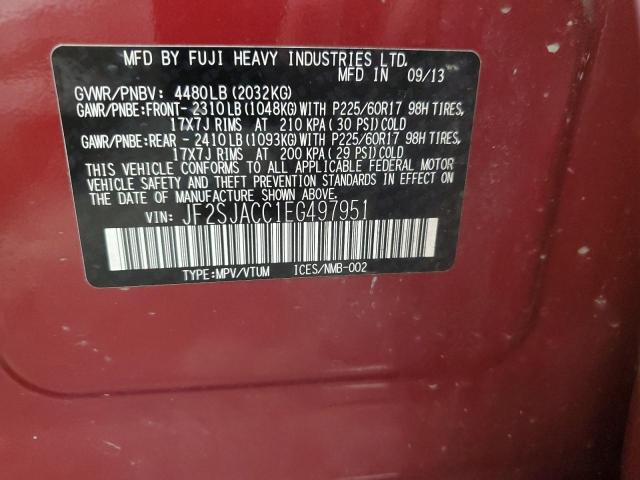 MFD BY FUJI HEAVY INDUSTRIES LTD.
MFD IN 09/13
GVWR/PNBV: 4480LB (2032KG)
GAWR/PNBE:FRONT- 2310LB (1048KG)WITH P225/60R17 98H TIRES,
17X7J RIMS AT 210 KPA (30 PSI)COLD
GAWR/PNBE:REAR - 2410LB (1093KG)WITH P225/60R17 98H TIRES,
17X7J RIMS AT 200 KPA (29 PSI)COLD
THIS VEHICLE CONFORMS TO ALL APPLICABLE FEDERAL MOTOR
VEHICLE SAFETY AND THEFT PREVENTION STANDARDS IN EFFECT ON
THE DATE OF MANUFACTURE SHOWN ABOVE.
VIN: JF2SJACC1EG497951
TYPE:MPV/VTUM ICES/NMB-002